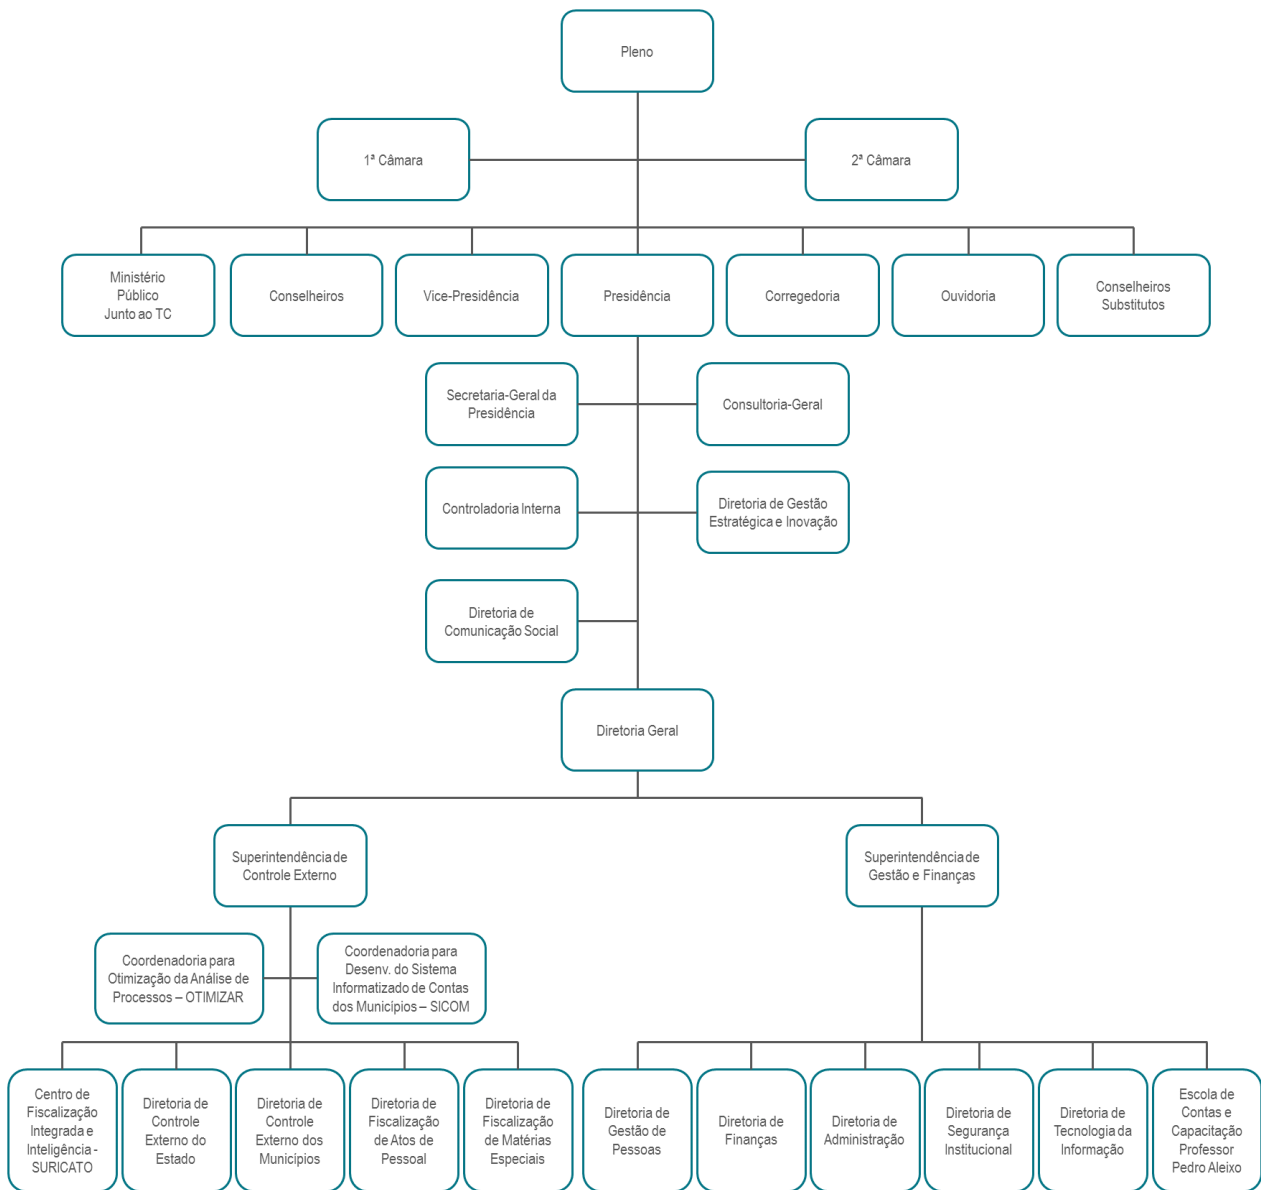 Pleno
1ª Câmara
2ª Câmara
Ministério
Público
Junto ao TC
Conselheiros
Vice-Presidência
Presidência
Corregedoria
Ouvidoria
Conselheiros
Substitutos
Secretaria-Geral da
Presidência
Consultoria-Geral
Controladoria Interna
Diretoria de Gestão
Estratégica e Inovação
Diretoria de
Comunicação Social
Diretoria Geral
Superintendência de
Controle Externo
Superintendência de
Gestão e Finanças
Coordenadoria para
Otimização da Análise de
Processos – OTIMIZAR
Coordenadoria para
Desenv. do Sistema
Informatizado de Contas
dos Municípios – SICOM
Centro de
Fiscalização
Integrada e
Inteligência -
SURICATO
Diretoria de
Controle
Externo do
Estado
Diretoria de
Controle
Externo dos
Municípios
Diretoria de
Fiscalização
de Atos de
Pessoal
Diretoria de
Fiscalização
de Matérias
Especiais
Diretoria de
Gestão de
Pessoas
Diretoria de
Finanças
Diretoria de
Administração
Diretoria de
Segurança
Institucional
Diretoria de
Tecnologia da
Informação
Escola de
Contas e
Capacitação
Professor
Pedro Aleixo